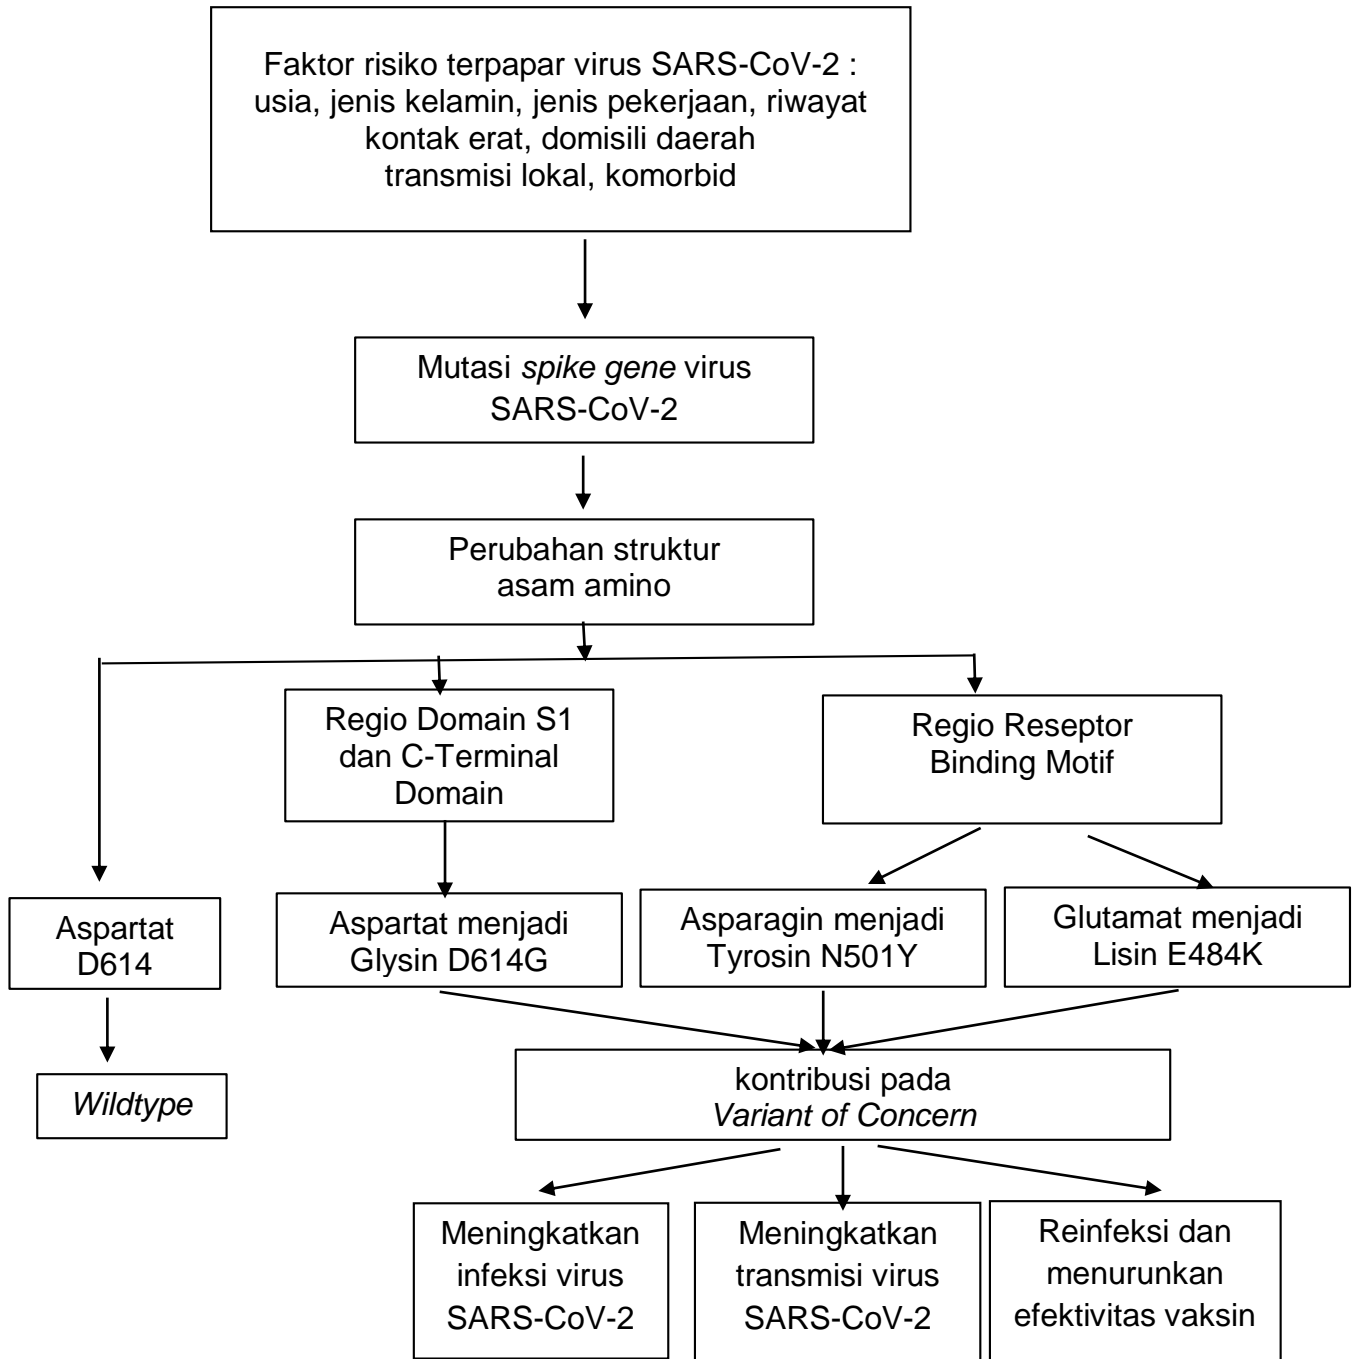 Faktor risiko terpapar virus SARS-CoV-2 :
usia, jenis kelamin, jenis pekerjaan, riwayat
kontak erat, domisili daerah
transmisi lokal, komorbid
Mutasi spike gene virus
SARS-CoV-2
Perubahan struktur
asam amino
Regio Domain S1
dan C-Terminal
Domain
Regio Reseptor
Binding Motif
Aspartat
D614
Aspartat menjadi
Glysin D614G
Asparagin menjadi
Tyrosin N501Y
Glutamat menjadi
Lisin E484K
Wildtype
kontribusi pada
Variant of Concern
Meningkatkan
infeksi virus
SARS-CoV-2
Meningkatkan
transmisi virus
SARS-CoV-2
Reinfeksi dan
menurunkan
efektivitas vaksin